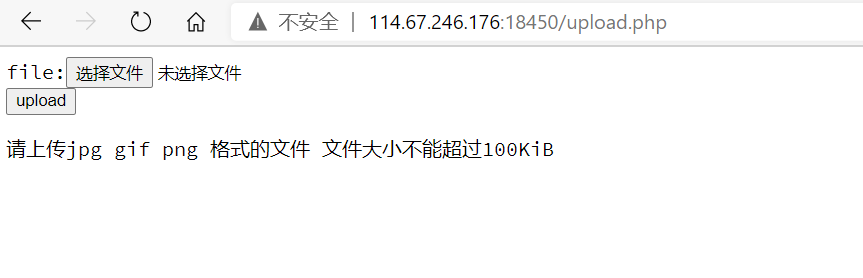 不安全 | 114.67.246.176:18450/upload.php
file:选择文件 未选择文件
upload
请上传jpg gif png 格式的文件 文件大小不能超过100KiB